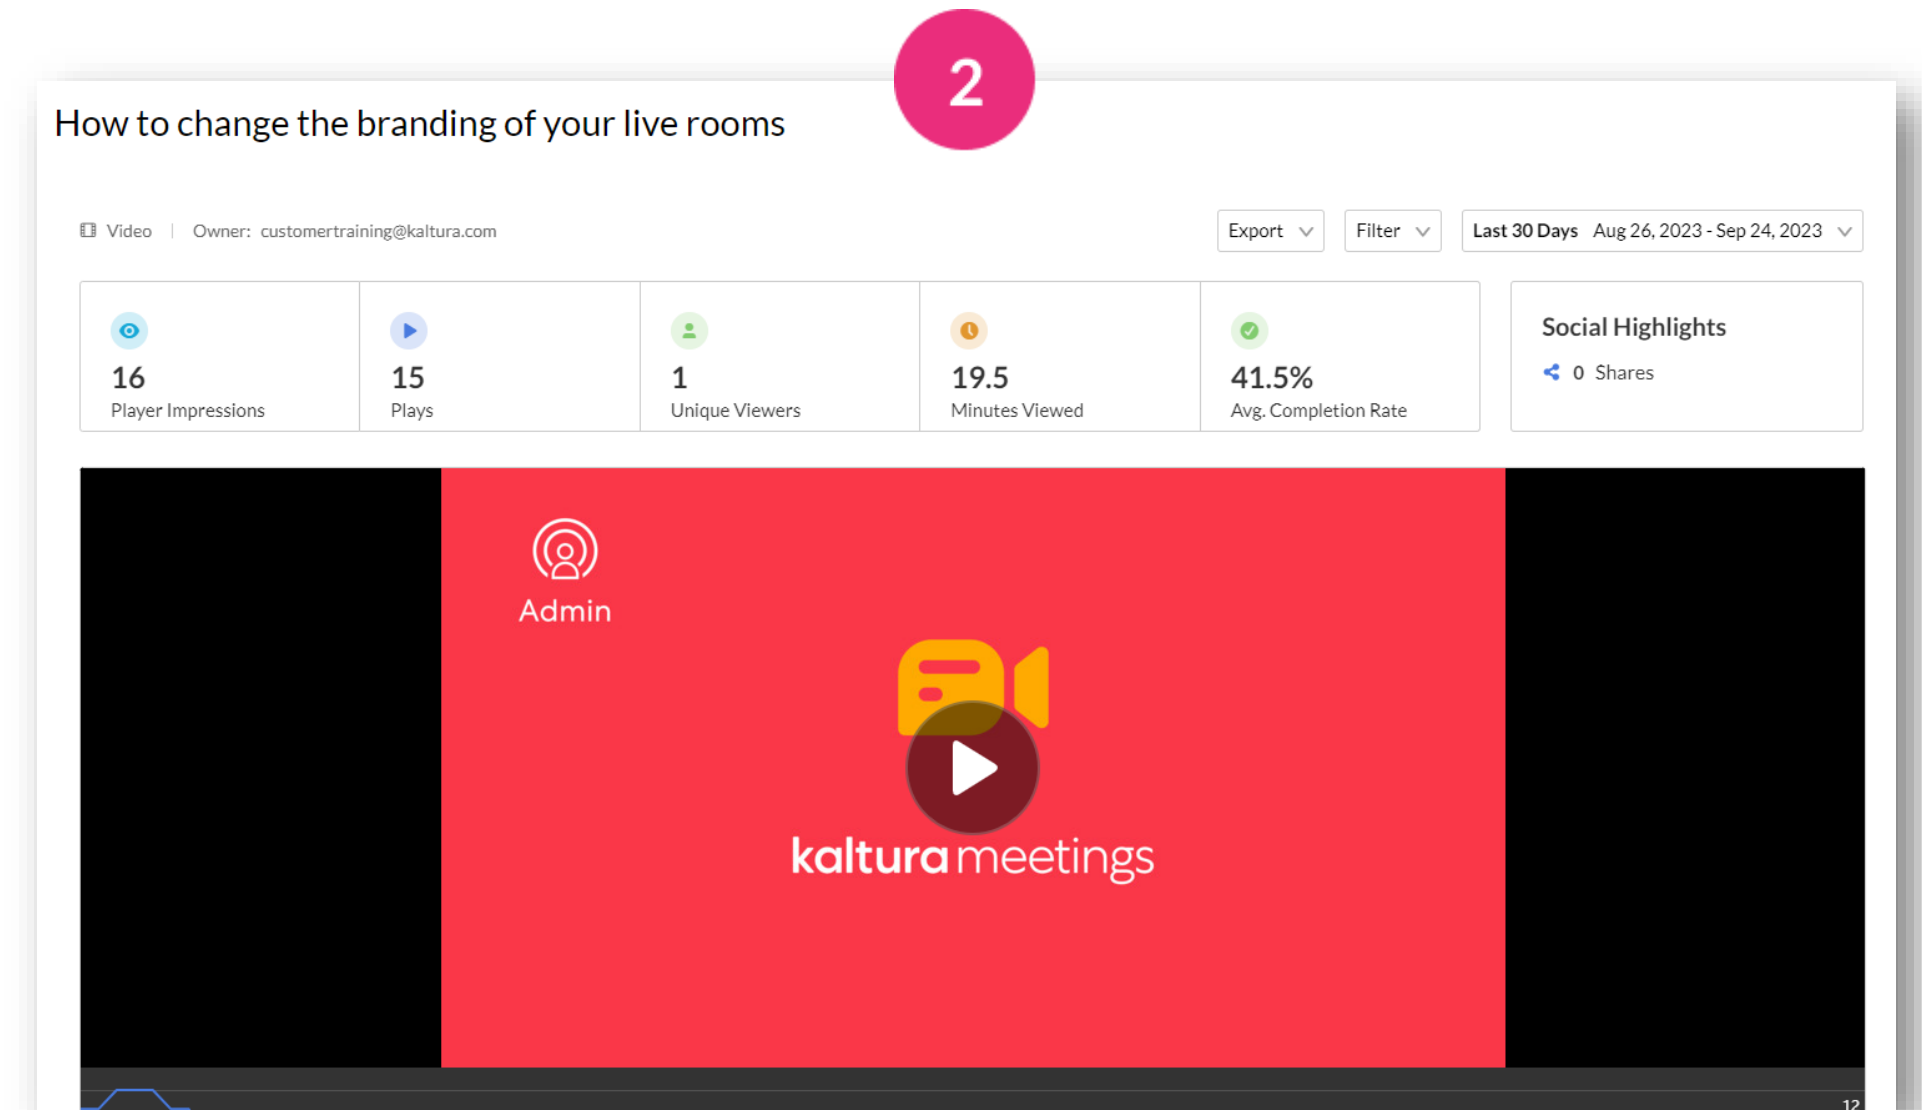 2
How to change the branding of your live rooms
Video | Owner: customertraining@kaltura.com
Export
Filter
Last 30 Days Aug 26, 2023 - Sep 24, 2023
16
Player Impressions
15
Plays
1
Unique Viewers
19.5
Minutes Viewed
41.5%
Avg. Completion Rate
Social Highlights
0 Shares
Admin
kaltura meetings
12